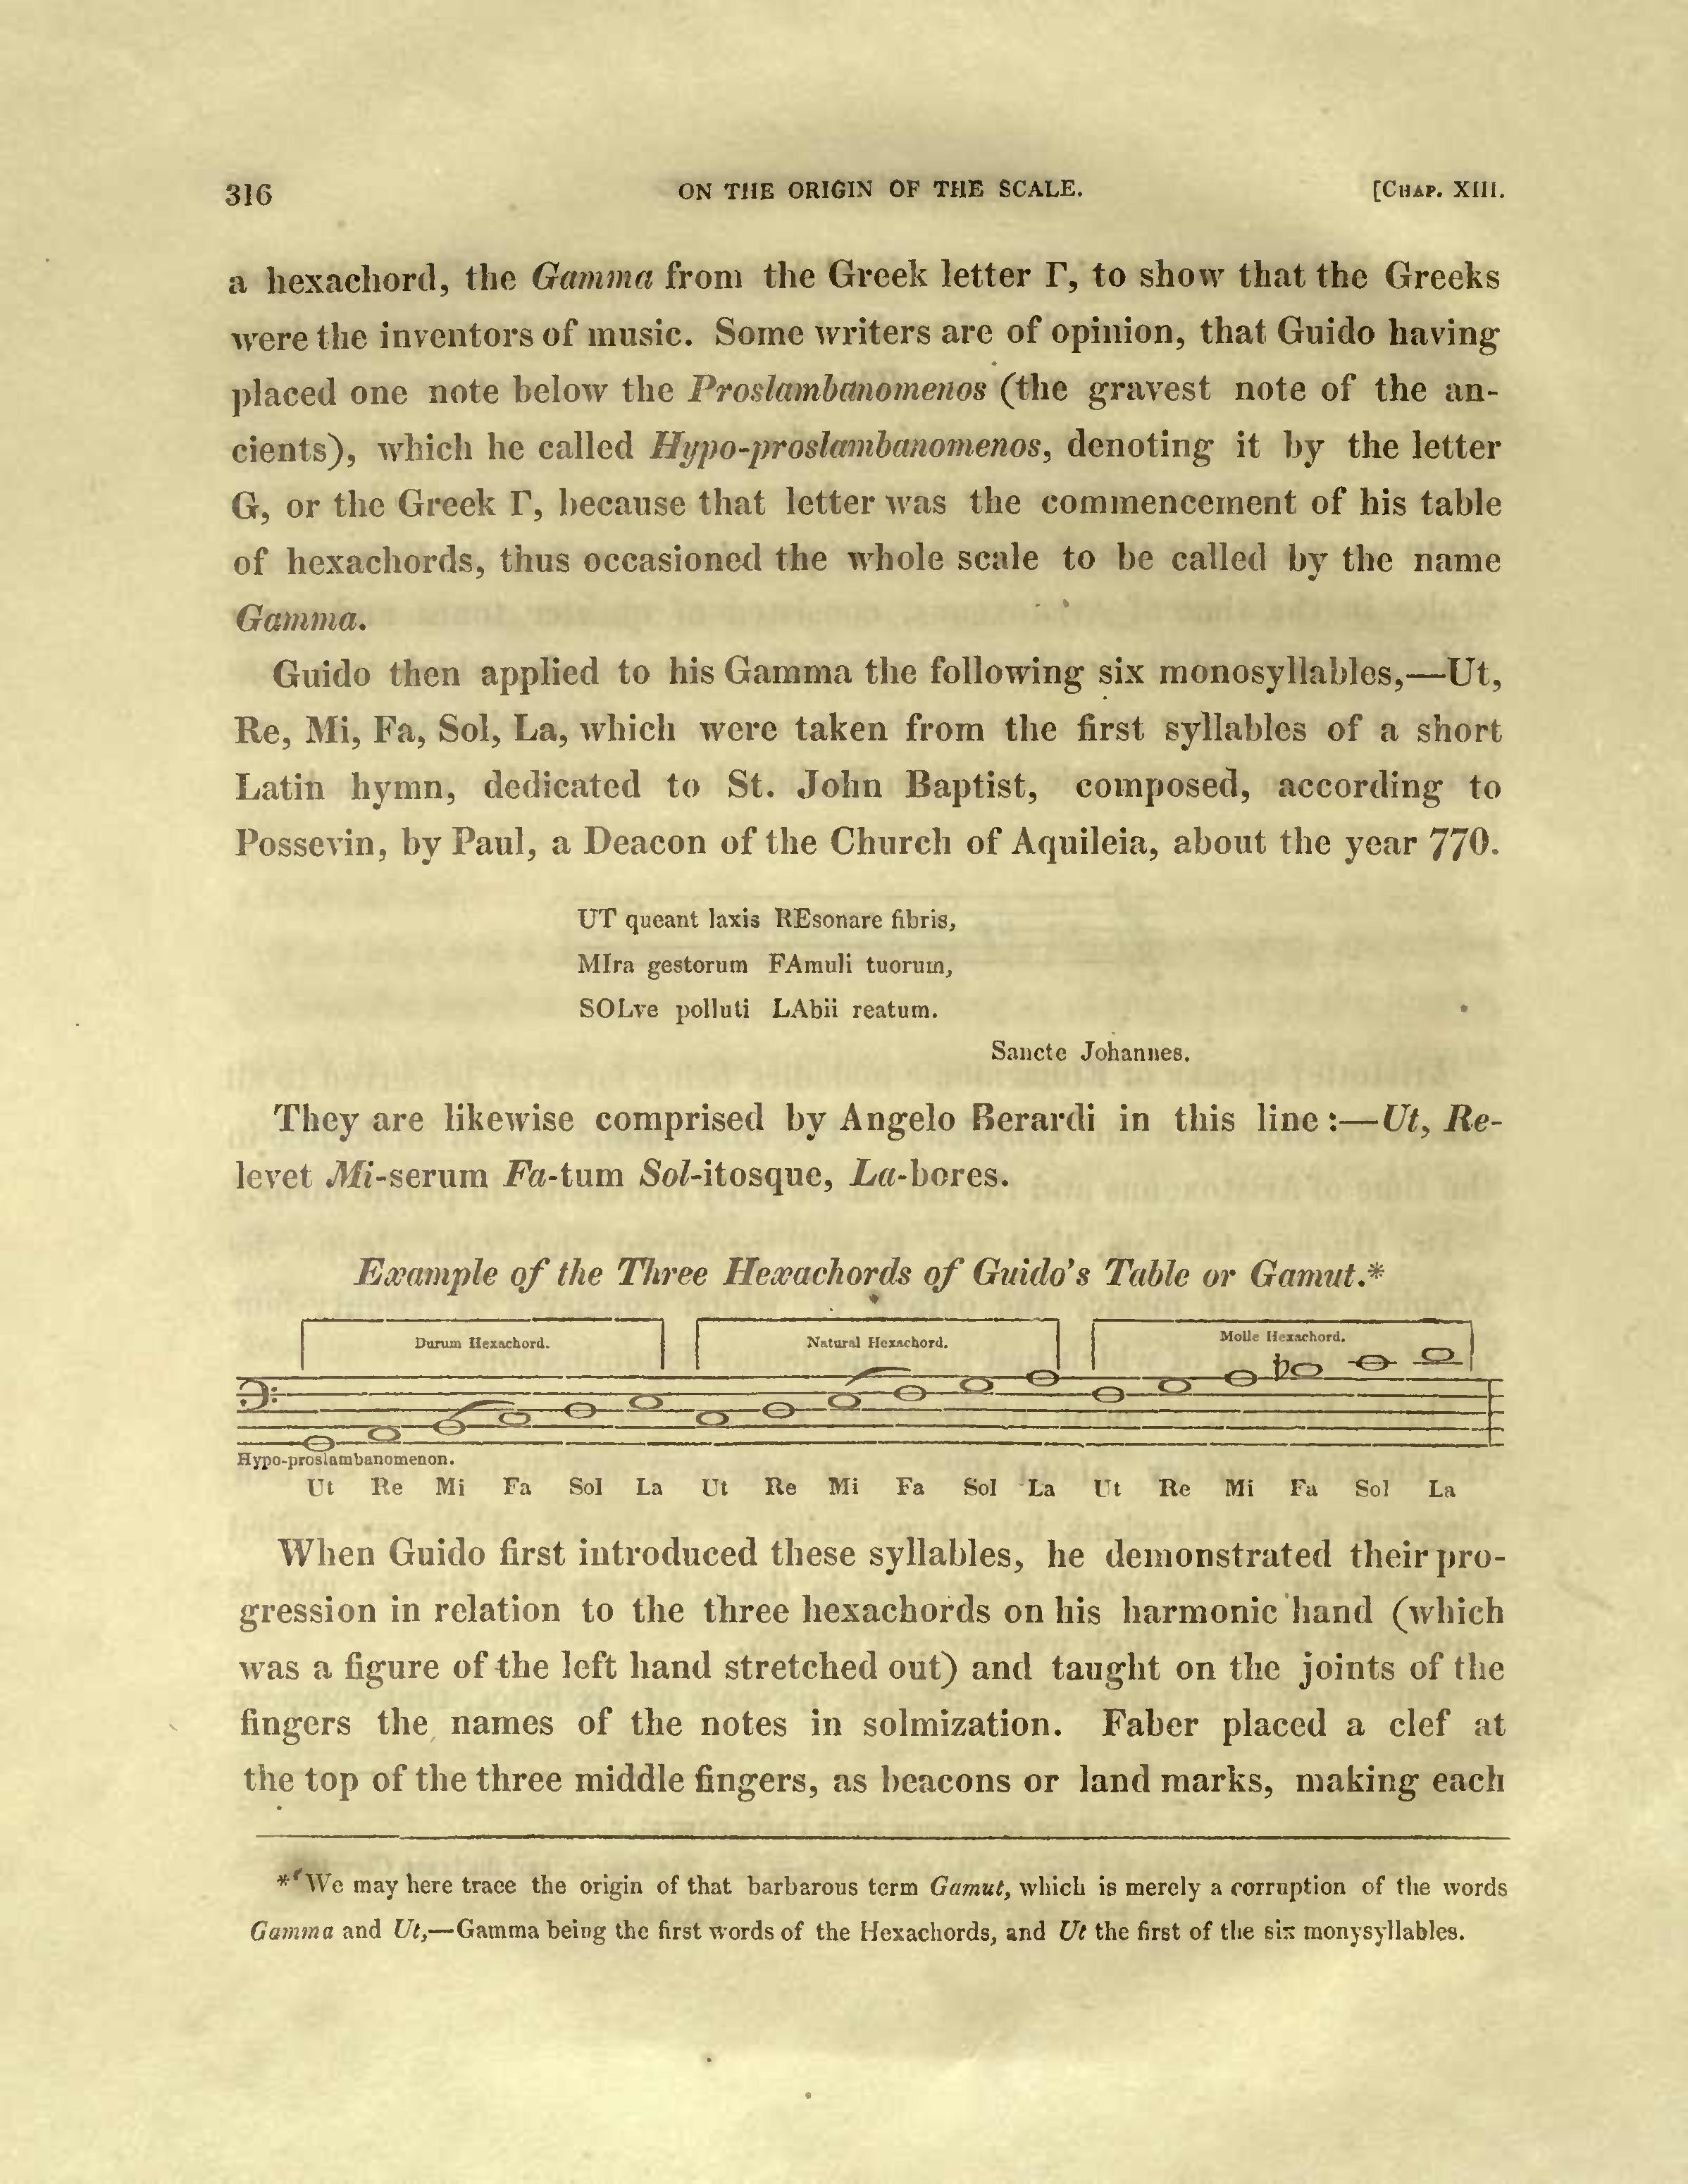 316 ON THE ORIGIN OF THE SCALE. [CHAP. XIII.
a hexachord, the Gamma from the Greek letter Γ, to show that the Greeks
were the inventors of music. Some writers are of opinion, that Guido having
placed one note below the Proslambanomenos (the gravest note of the an-
cients), which he called Hypo-proslambanomenos, denoting it by the letter
G, or the Greek Γ, because that letter was the commencement of his table
of hexachords, thus occasioned the whole scale to be called by the name
Gamma.
Guido then applied to his Gamma the following six monosyllables,—Ut,
Re, Mi, Fa, Sol, La, which were taken from the first syllables of a short
Latin hymn, dedicated to St. John Baptist, composed, according to
Possevin, by Paul, a Deacon of the Church of Aquileia, about the year 770.
UT queant laxis REsonare fibris,
MIra gestorum FAmuli tuorum,
SOLve polluti LAbii reatum.
Sancte Johannes.
They are likewise comprised by Angelo Berardi in this line:—Ut, Re-
levet Mi-serum Fa-tum Sol-itosque, La-bores.
Example of the Three Hexachords of Guido's Table or Gamut.*
Durum Hexachord. Natural Hexachord. Molle Hexachord.
Hypo-proslambanomenon.
Ut Re Mi Fa Sol La Ut Re Mi Fa Sol La Ut Re Mi Fa Sol La
When Guido first introduced these syllables, he demonstrated their pro-
gression in relation to the three hexachords on his harmonic hand (which
was a figure of the left hand stretched out) and taught on the joints of the
fingers the names of the notes in solmization. Faber placed a clef at
the top of the three middle fingers, as beacons or land marks, making each
* We may here trace the origin of that barbarous term Gamut, which is merely a corruption of the words
Gamma and Ut,—Gamma being the first words of the Hexachords, and Ut the first of the six monysyllables.